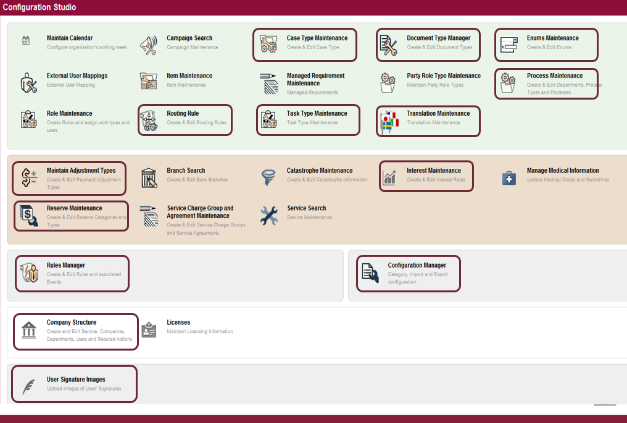 Configuration Studio
Maintain Calendar
Configure organisation's working week
Campaign Search
Campaign Maintenance
Case Type Maintenance
Create & Edit Case Type
Document Type Manager
Create & Edit Document Types
Enums Maintenance
Create & Edit Enums
External User Mappings
External User Mapping
Item Maintenance
Item Maintenance
Managed Requirement
Maintenance
Managed Requirements
Party Role Type Maintenance
Maintain Party Role Types
Process Maintenance
Create & Edit Departments, Process
Types and Processes
Role Maintenance
Create Roles and assign work types and
users
Routing Rule
Create & Edit Routing Rules
Task Type Maintenance
Task Type Maintenance
Translation Maintenance
Translation Maintenance
Maintain Adjustment Types
Create & Edit Payment Adjustment
Types
Branch Search
Create & Edit Bank Branches
Catastrophe Maintenance
Create & Edit Catastrophe Information
Interest Maintenance
Create & Edit Interest Rates
Manage Medical Information
Update Medical Codes and Guidelines
Reserve Maintenance
Create & Edit Reserve Categories and
Types
Service Charge Group and
Agreement Maintenance
Create & Edit Service Charge Groups
and Service Agreements
Service Search
Service Maintenance
Rules Manager
Create & Edit Rules and associated
Events
Configuration Manager
Category, Import and Export
configuration
Company Structure
Create and Edit Service, Companies,
Departments, Users and Secured Actions
Licenses
Maintain Licensing Information
User Signature Images
Upload Images of Users' Signatures